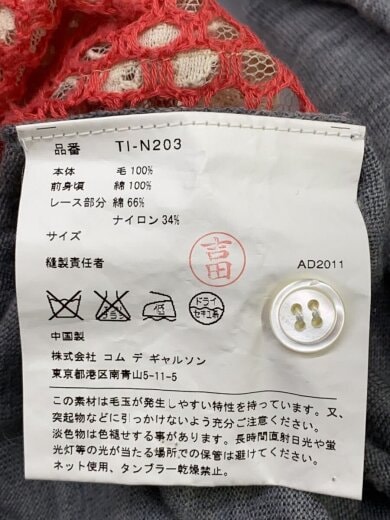 品番 TI-N203
本体 毛100%
前身頃 綿100%
レース部分 綿66%
ナイロン34%
サイズ
吉田
縫製責任者 AD2011
ドライ
セキユ系
中国製
株式会社 コム デ ギャルソン
東京都港区南青山5-11-5
この素材は毛玉が発生しやすい特性を持っています。又、
突起物などに引っかけないよう充分ご注意ください。
淡色物は色褪せする事があります。長時間直射日光や蛍
光灯等の光が当たる場所での保管は避けてください。
ネット使用、タンブラー乾燥禁止。